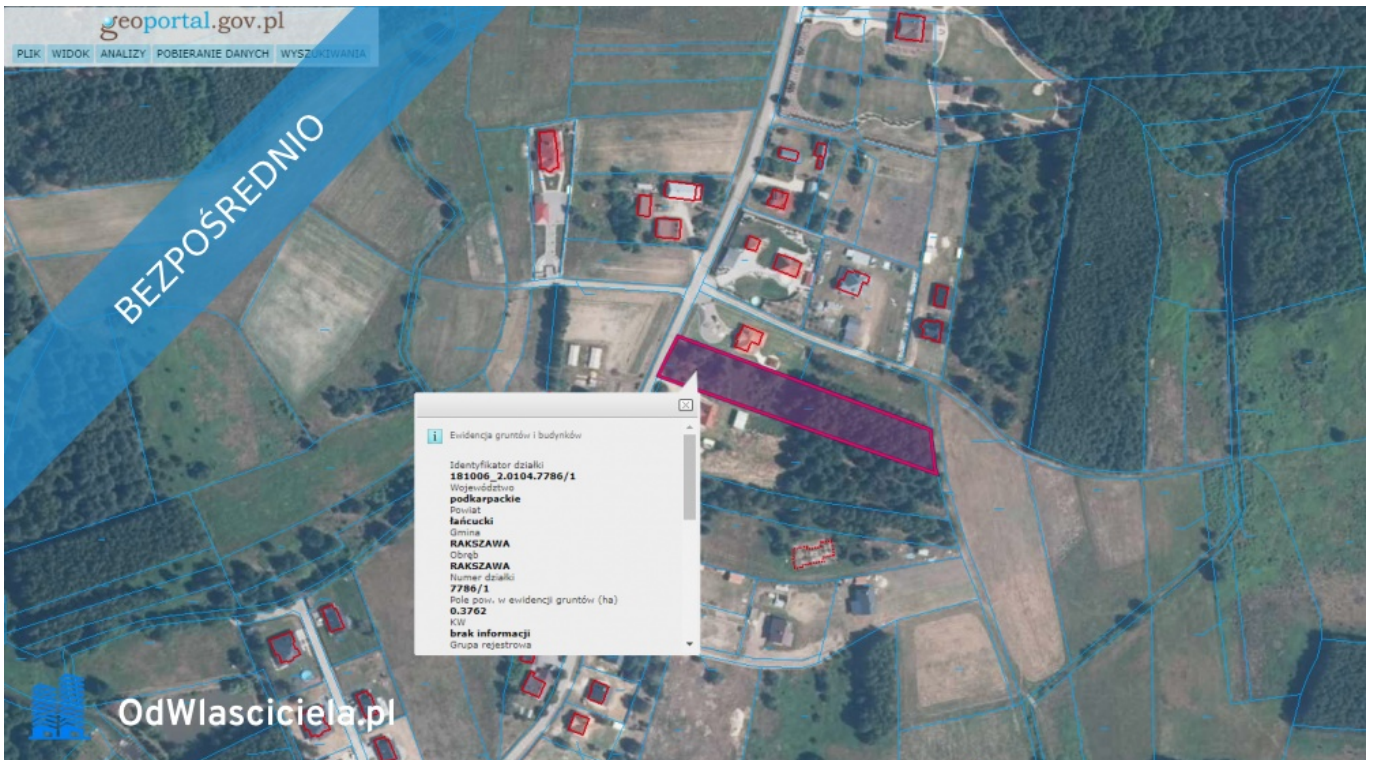 geoportal.gov.pl
PLIK WIDOK ANALIZY POBIERANIE DANYCH WYSZUKIWANIA
BEZPOŚREDNIO
Ewidencja gruntów i budynków
Identyfikator działki
181006_2.0104.7786/1
Województwo
podkarpackie
Powiat
łańcucki
Gmina
RAKSZAWA
Obręb
RAKSZAWA
Numer działki
7786/1
Pole pow. w ewidencji gruntów (ha)
0.3762
KW
brak informacji
Grupa rejestrowa
OdWlasciciela.pl